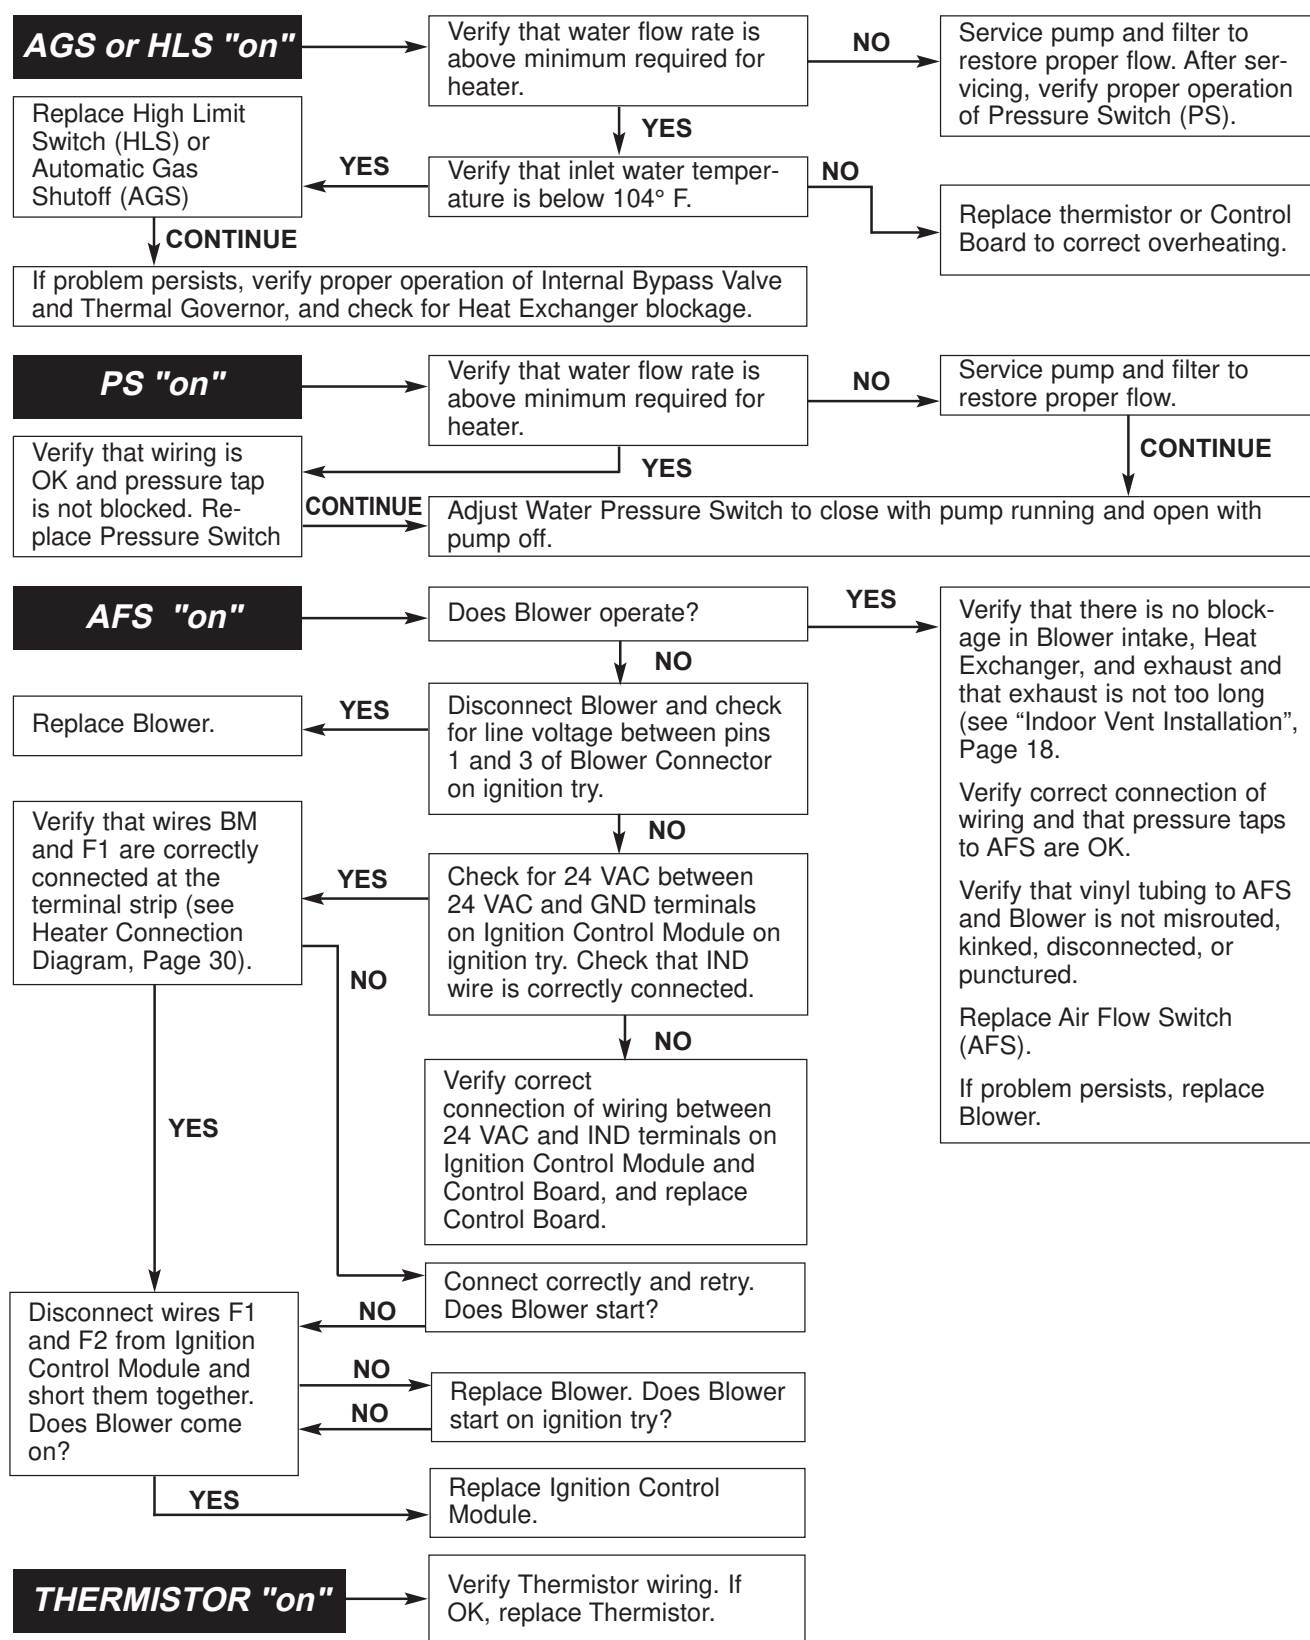 AGS or HLS "on"
Verify that water flow rate is
above minimum required for
heater.
NO
Service pump and filter to
restore proper flow. After ser-
vicing, verify proper operation
of Pressure Switch (PS).
YES
Replace High Limit
Switch (HLS) or
Automatic Gas
Shutoff (AGS)
YES
Verify that inlet water temper-
ature is below 104° F.
NO
Replace thermistor or Control
Board to correct overheating.
CONTINUE
If problem persists, verify proper operation of Internal Bypass Valve
and Thermal Governor, and check for Heat Exchanger blockage.
PS "on"
Verify that water flow rate is
above minimum required for
heater.
NO
Service pump and filter to
restore proper flow.
YES
CONTINUE
Verify that wiring is
OK and pressure tap
is not blocked. Re-
place Pressure Switch
CONTINUE
Adjust Water Pressure Switch to close with pump running and open with
pump off.
AFS "on"
Does Blower operate?
YES
Verify that there is no block-
age in Blower intake, Heat
Exchanger, and exhaust and
that exhaust is not too long
(see “Indoor Vent Installation”,
Page 18.
Verify correct connection of
wiring and that pressure taps
to AFS are OK.
Verify that vinyl tubing to AFS
and Blower is not misrouted,
kinked, disconnected, or
punctured.
Replace Air Flow Switch
(AFS).
If problem persists, replace
Blower.
NO
Replace Blower.
YES
Disconnect Blower and check
for line voltage between pins
1 and 3 of Blower Connector
on ignition try.
NO
Verify that wires BM
and F1 are correctly
connected at the
terminal strip (see
Heater Connection
Diagram, Page 30).
YES
Check for 24 VAC between
24 VAC and GND terminals
on Ignition Control Module on
ignition try. Check that IND
wire is correctly connected.
NO
NO
Verify correct
connection of wiring between
24 VAC and IND terminals on
Ignition Control Module and
Control Board, and replace
Control Board.
YES
Connect correctly and retry.
Does Blower start?
NO
Disconnect wires F1
and F2 from Ignition
Control Module and
short them together.
Does Blower come
on?
NO
NO
Replace Blower. Does Blower
start on ignition try?
YES
Replace Ignition Control
Module.
THERMISTOR "on"
Verify Thermistor wiring. If
OK, replace Thermistor.